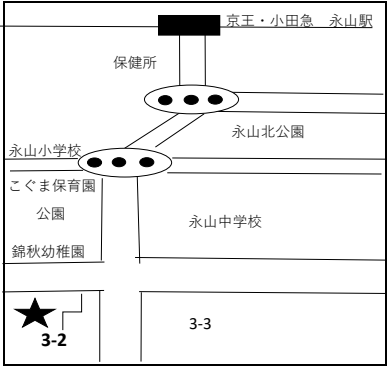 京王・小田急　永山駅
保健所
永山北公園
永山小学校
こぐま保育園
公園
永山中学校
錦秋幼稚園
3-3
3-2